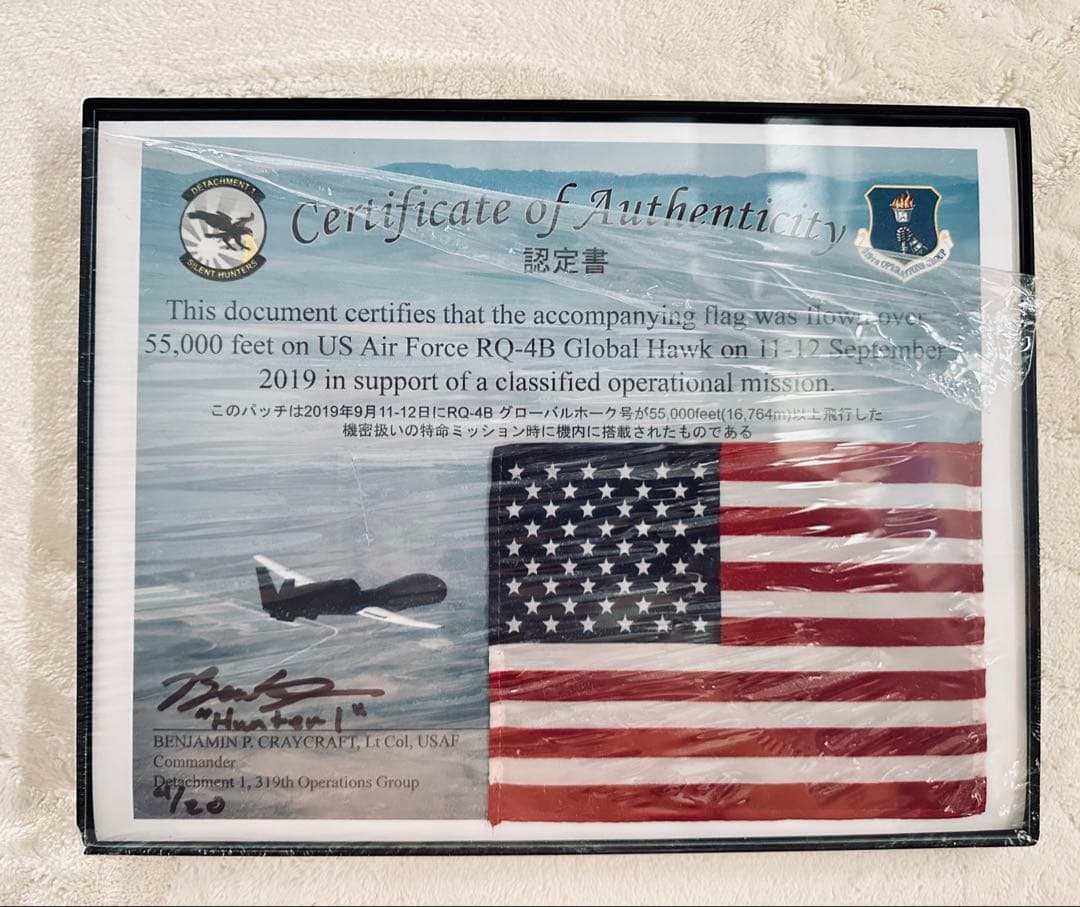 DETACHMENT 1
SILENT HUNTERS
Certificate of Authenticity
認定書
319TH OPERATIONS GROUP
This document certifies that the accompanying flag was flown over
55,000 feet on US Air Force RQ-4B Global Hawk on 11-12 September
2019 in support of a classified operational mission.
このパッチは2019年9月11-12日にRQ-4B グローバルホーク号が55,000feet(16,764m)以上飛行した
機密扱いの特命ミッション時に機内に搭載されたものである
"Hunter 1"
BENJAMIN P. CRAYCRAFT, Lt Col, USAF
Commander
Detachment 1, 319th Operations Group
/20